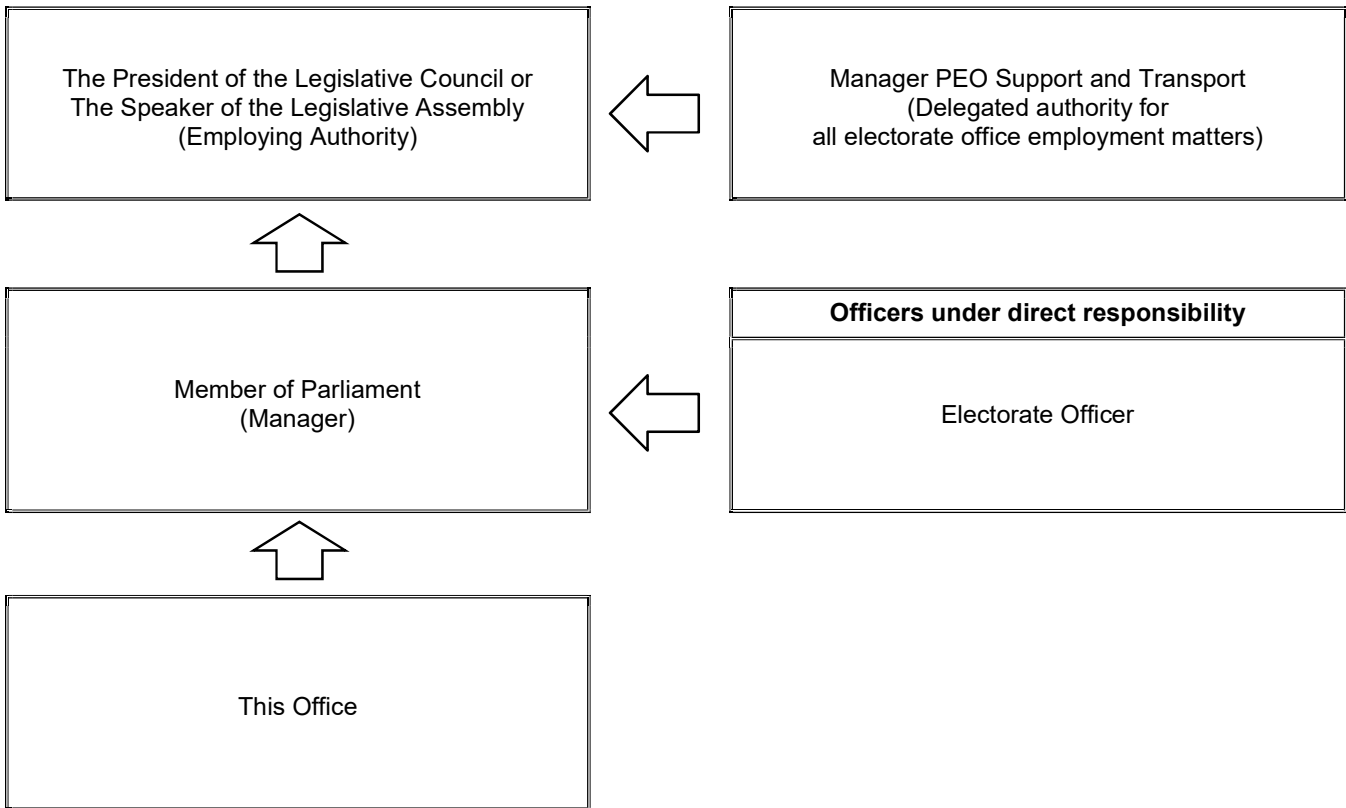 The President of the Legislative Council or
The Speaker of the Legislative Assembly
(Employing Authority)
Manager PEO Support and Transport
(Delegated authority for
all electorate office employment matters)
Member of Parliament
(Manager)
Officers under direct responsibility
Electorate Officer
This Office